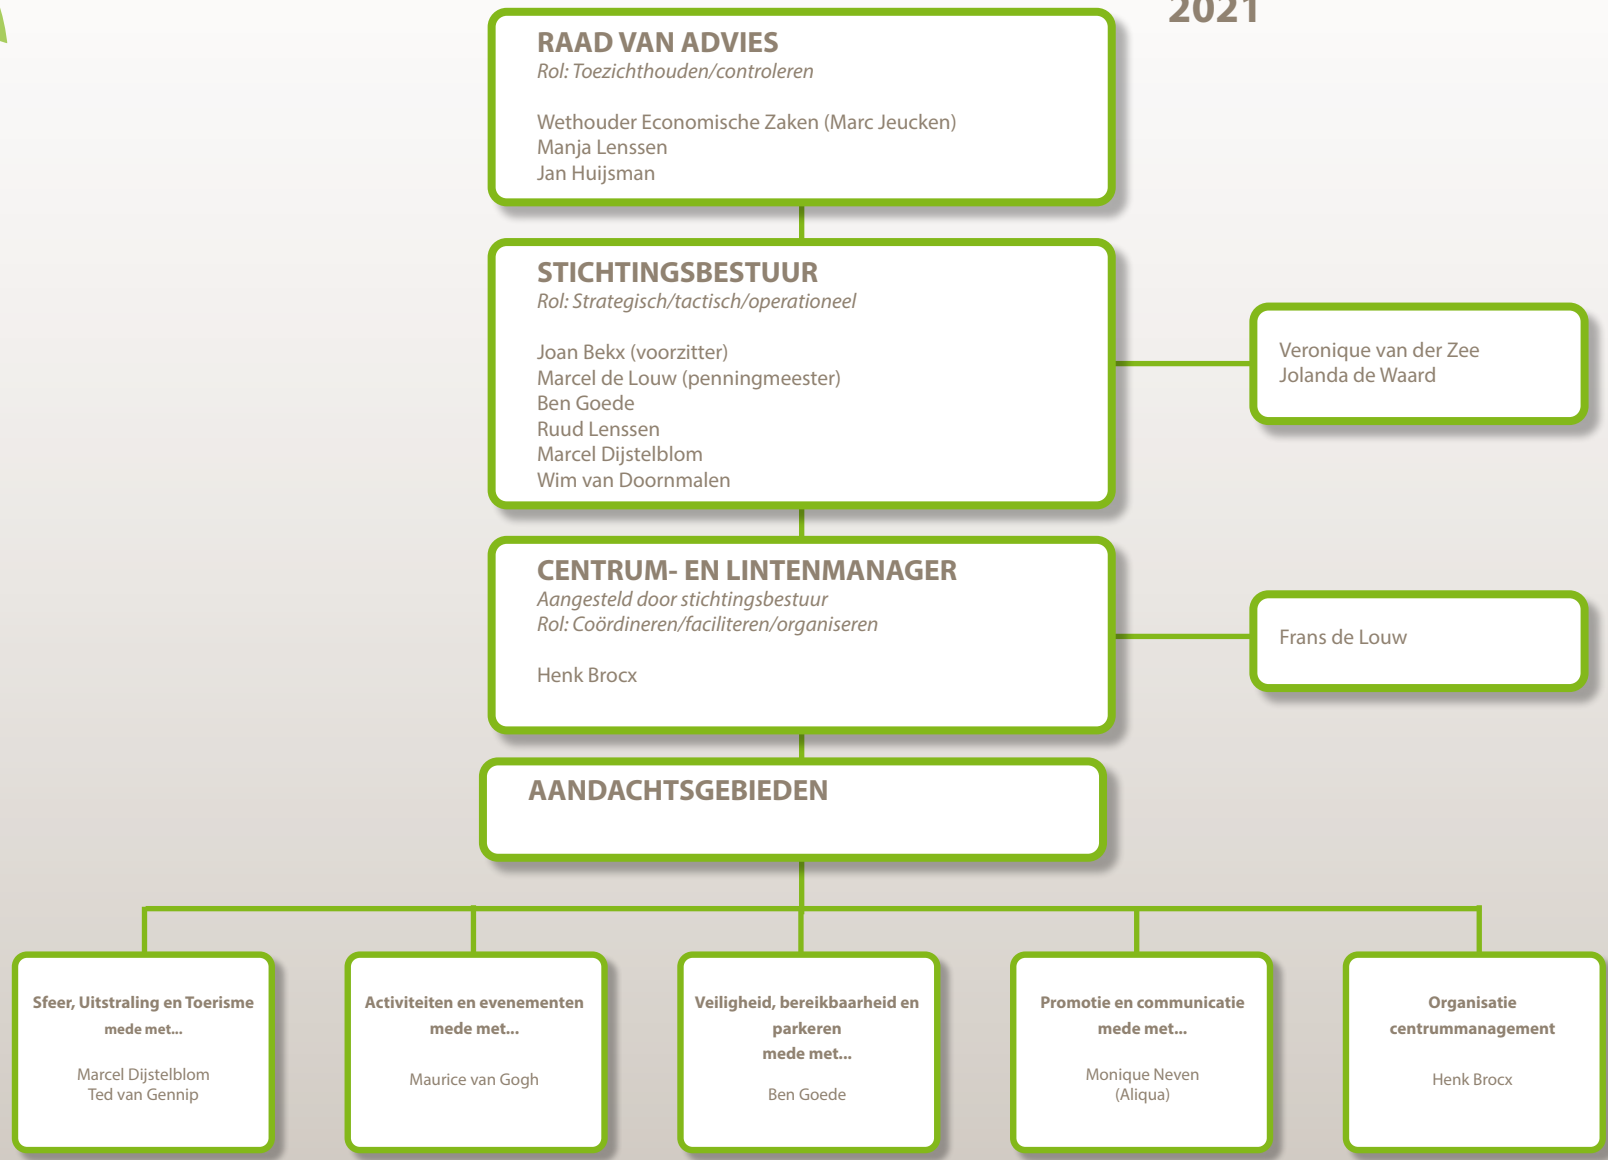 2021
RAAD VAN ADVIES
Rol: Toezichthouden/controleren
Wethouder Economische Zaken (Marc Jeucken)
Manja Lenssen
Jan Huijsman
STICHTINGSBESTUUR
Rol: Strategisch/tactisch/operationeel
Joan Bekx (voorzitter)
Marcel de Louw (penningmeester)
Ben Goede
Ruud Lenssen
Marcel Dijstelblom
Wim van Doornmalen
Veronique van der Zee
Jolanda de Waard
CENTRUM- EN LINTENMANAGER
Aangesteld door stichtingsbestuur
Rol: Coördineren/faciliteren/organiseren
Henk Brocx
Frans de Louw
AANDACHTSGEBIEDEN
Sfeer, Uitstraling en Toerisme
mede met...
Marcel Dijstelblom
Ted van Gennip
Activiteiten en evenementen
mede met...
Maurice van Gogh
Veiligheid, bereikbaarheid en
parkeren
mede met...
Ben Goede
Promotie en communicatie
mede met...
Monique Neven
(Aliqua)
Organisatie
centrummanagement
Henk Brocx